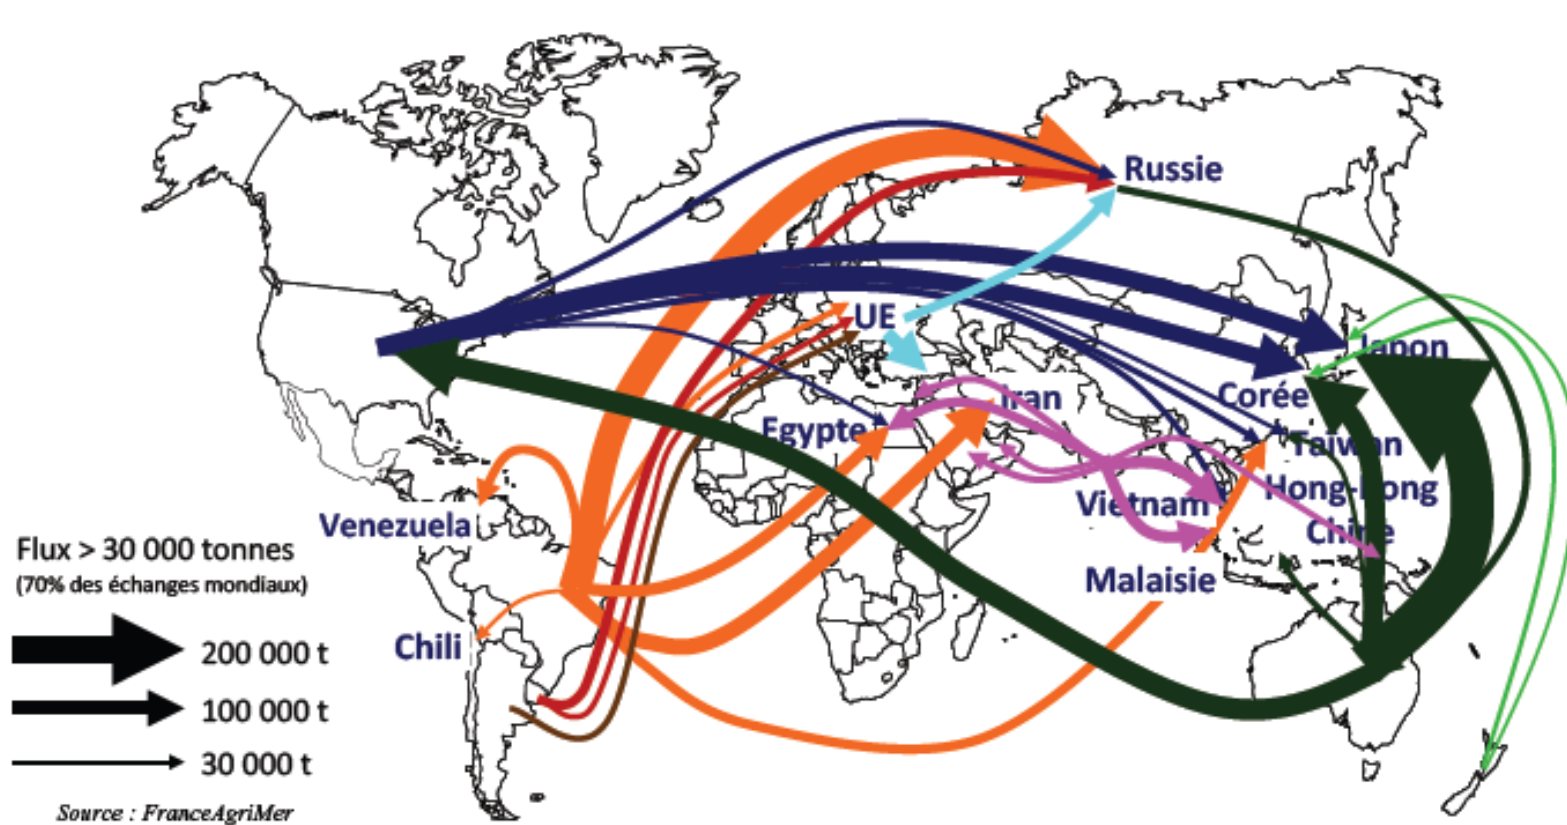 Russie
UE
Japon
Corée
Iran
Egypte
Taiwan
Hong-Kong
Vietnam
Chine
Venezuela
Malaisie
Chili
Flux > 30 000 tonnes
(70% des échanges mondiaux)
200 000 t
100 000 t
30 000 t
Source : FranceAgriMer